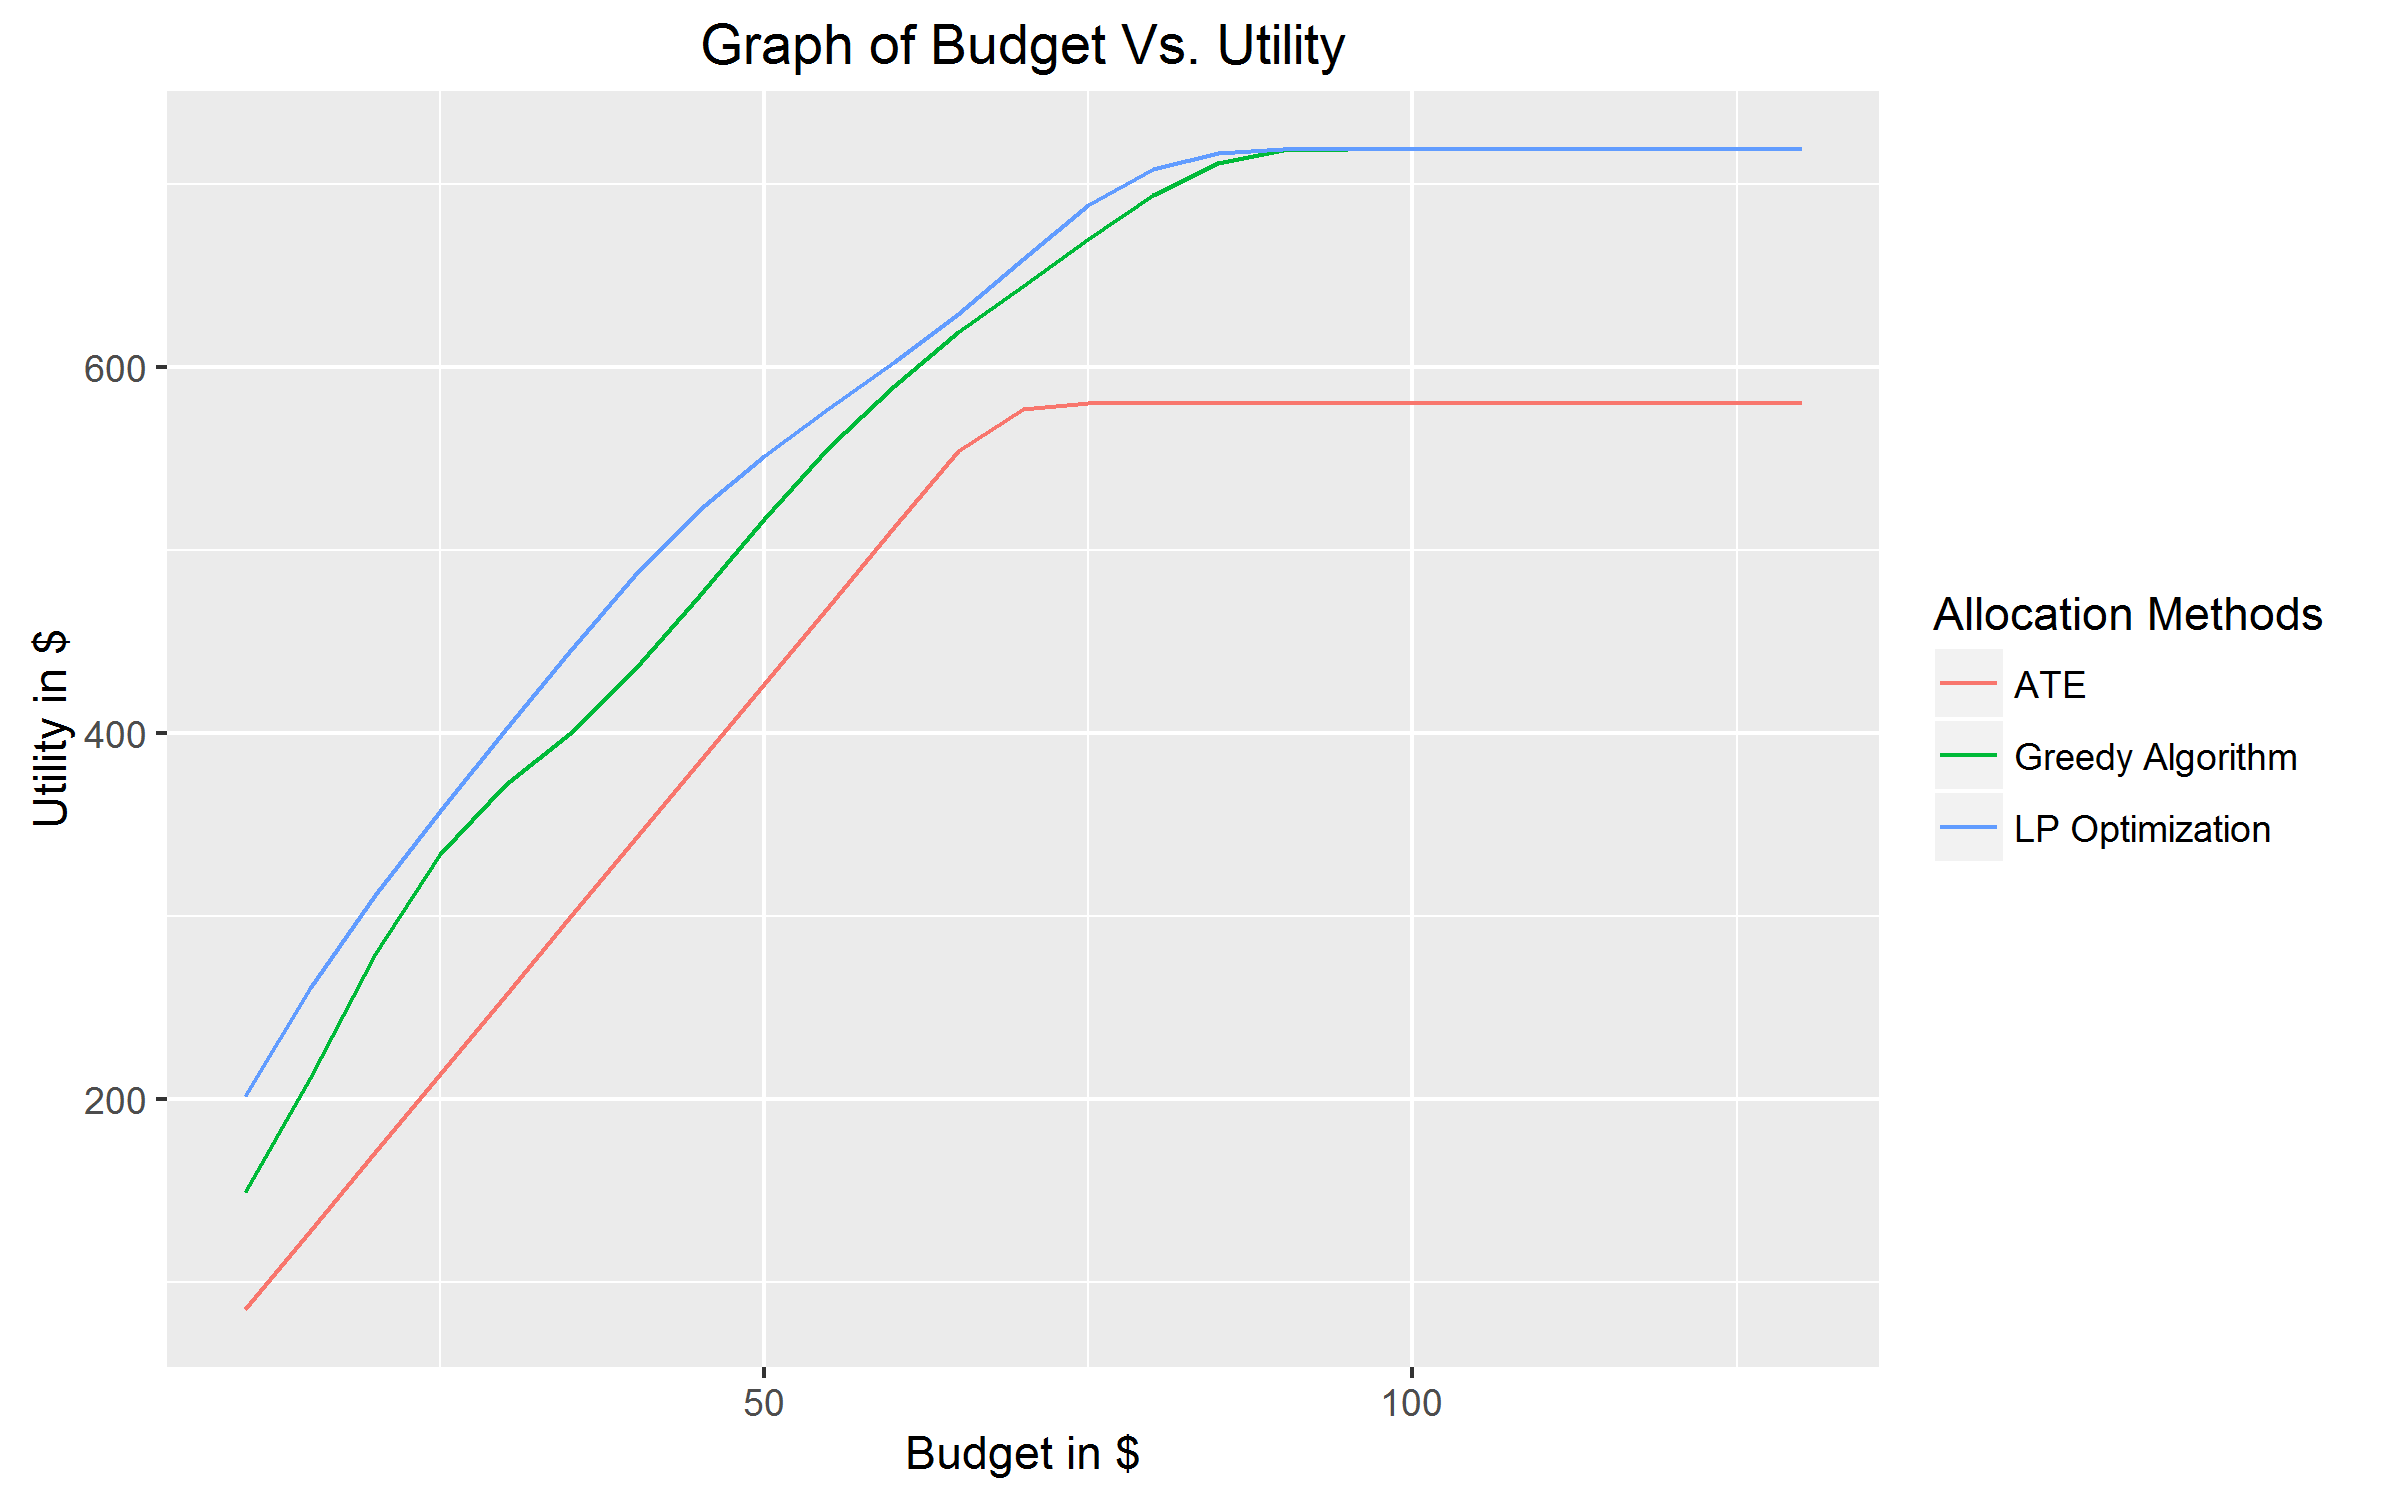 Graph of Budget Vs. Utility
Utility in $
600
400
200
50
100
Budget in $
Allocation Methods
ATE
Greedy Algorithm
LP Optimization